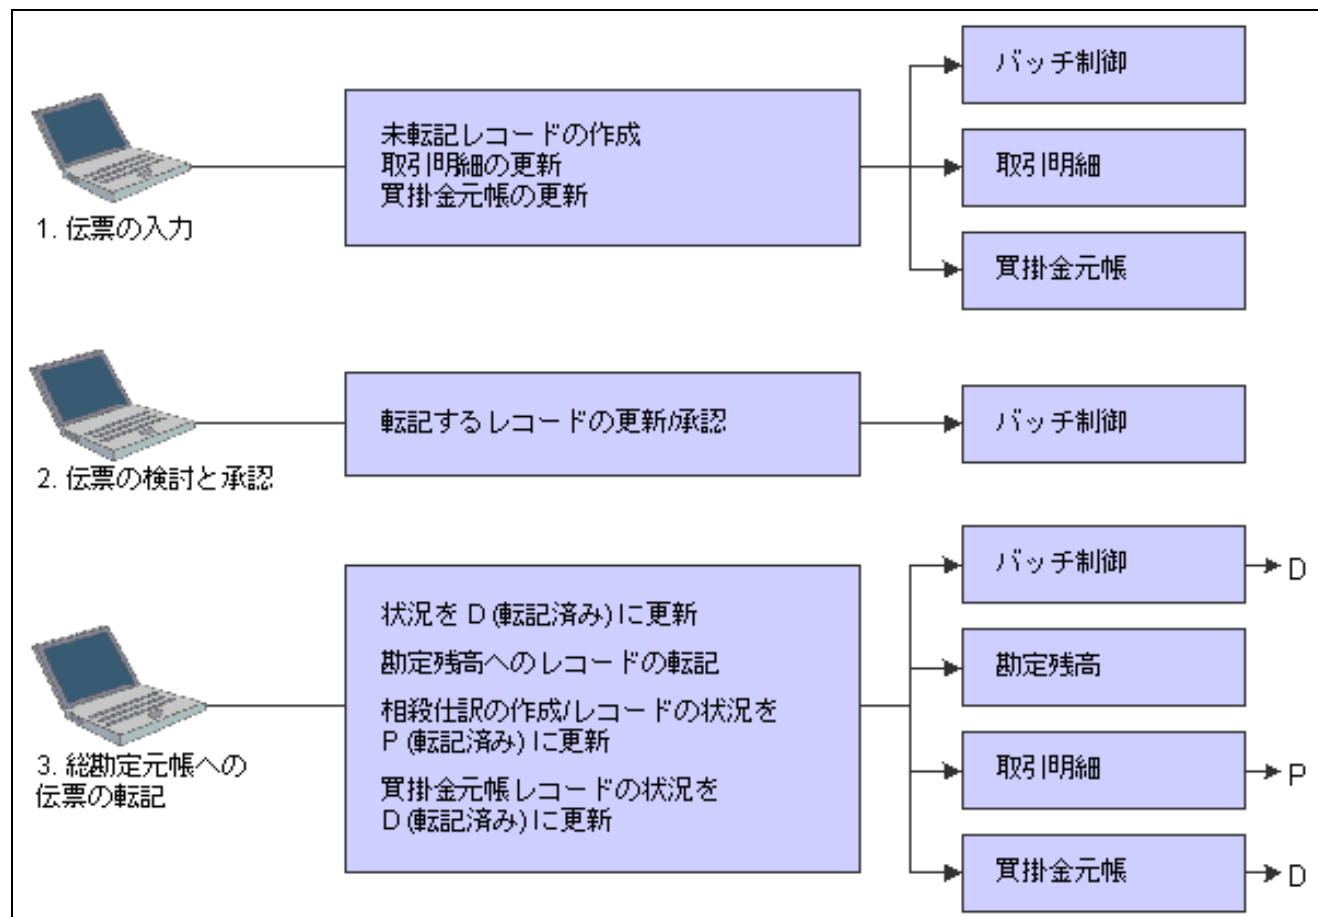 バッチ制御
未転記レコードの作成
取引明細の更新
買掛金元帳の更新
取引明細
1. 伝票の入力
買掛金元帳
転記するレコードの更新/承認
バッチ制御
2. 伝票の検討と承認
バッチ制御
D
状況を D (転記済み) に更新
勘定残高へのレコードの転記
勘定残高
相殺仕訳の作成/レコードの状況を
P (転記済み) に更新
3. 総勘定元帳への
伝票の転記
取引明細
P
買掛金元帳レコードの状況を
D (転記済み) に更新
買掛金元帳
D